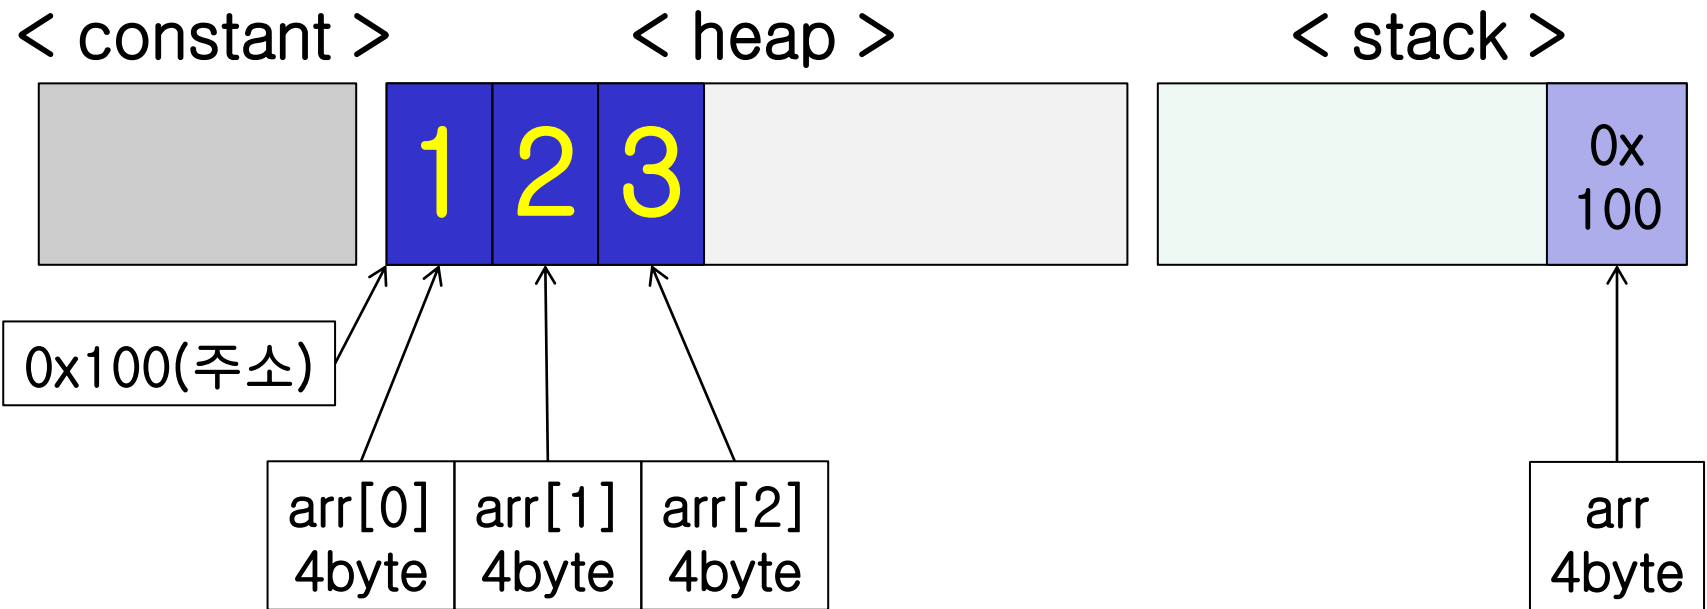 < constant >
< heap >
< stack >
1 2 3
0x
100
0x100(주소)
arr[0]
4byte
arr[1]
4byte
arr[2]
4byte
arr
4byte